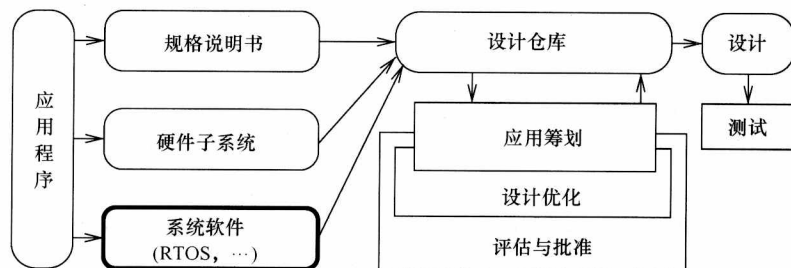 应用程序
规格说明书
设计仓库
设计
硬件子系统
应用筹划
测试
系统软件
(RTOS，…)
设计优化
评估与批准